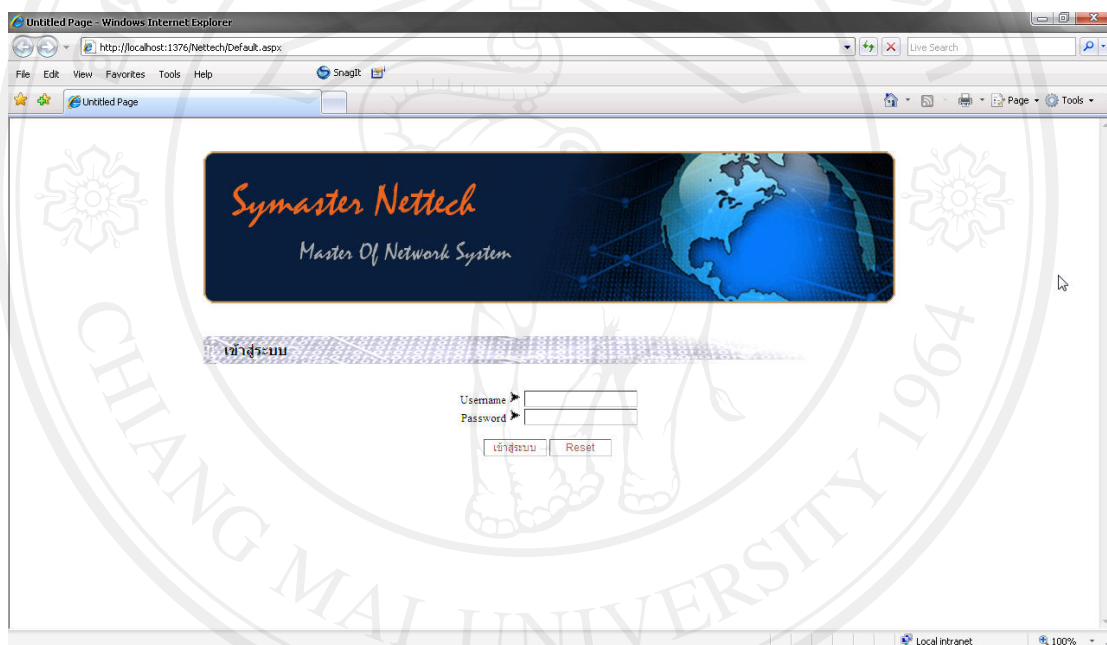 Untitled Page - Windows Internet Explorer
http://localhost:1376/Nettech/Default.aspx
Live Search
File Edit View Favorites Tools Help
SnagIt
Untitled Page
Page
Tools
Symaster Nettech
Master Of Network System
เข้าสู่ระบบ
Username
Password
เข้าสู่ระบบ
Reset
CHIANG MAI UNIVERSITY 1964
Local intranet
100%